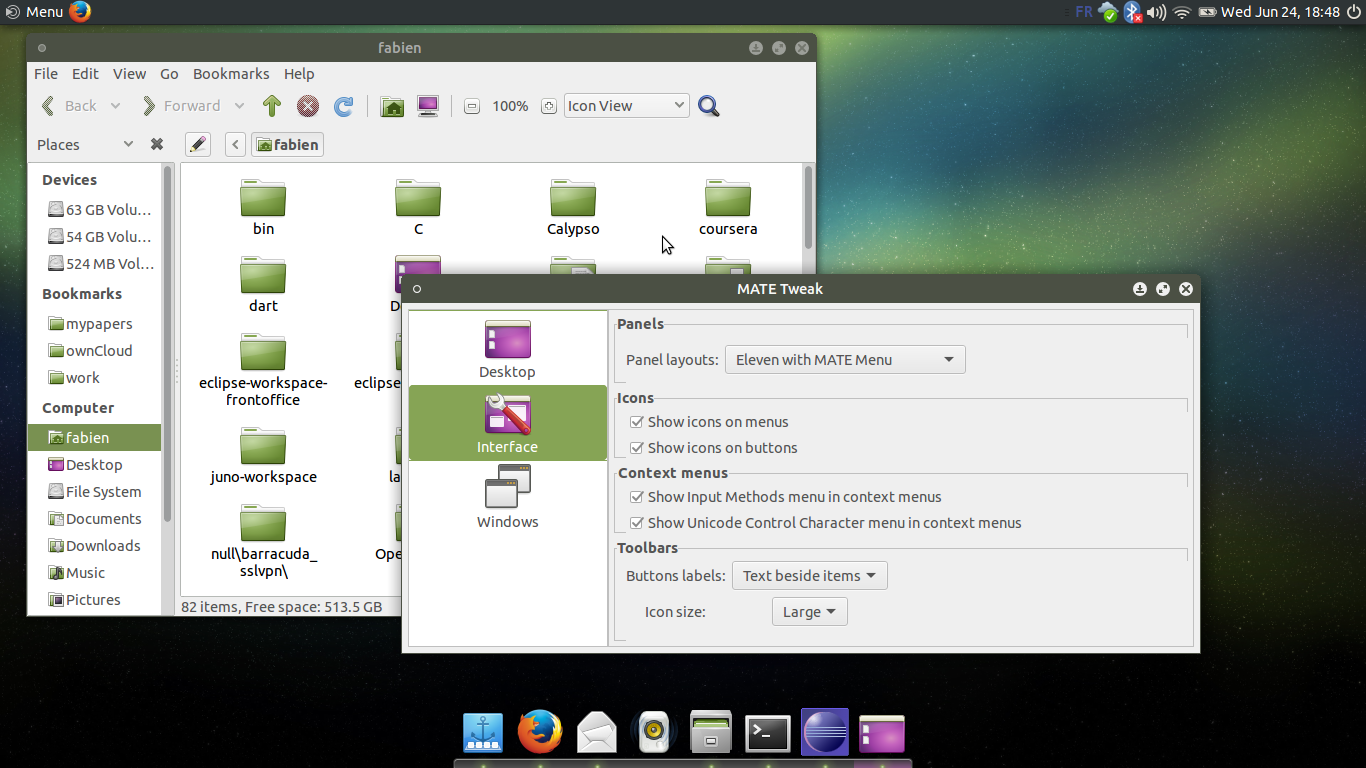 Menu
FR
Wed Jun 24, 18:48
fabien
File Edit View Go Bookmarks Help
Back Forward 100% Icon View
Places fabien
Devices
63 GB Volu...
54 GB Volu...
524 MB Vol...
Bookmarks
mypapers
ownCloud
work
Computer
fabien
Desktop
File System
Documents
Downloads
Music
Pictures
bin C Calypso coursera
dart
eclipse-workspace-
frontoffice
juno-workspace
null\barracuda_
sslvpn\
82 items, Free space: 513.5 GB
MATE Tweak
Desktop
Interface
Windows
Panels
Panel layouts: Eleven with MATE Menu
Icons
Show icons on menus
Show icons on buttons
Context menus
Show Input Methods menu in context menus
Show Unicode Control Character menu in context menus
Toolbars
Buttons labels: Text beside items
Icon size: Large